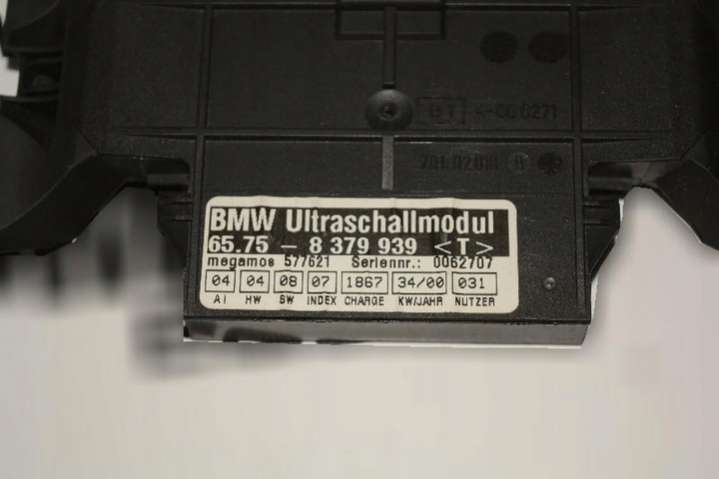 BMW Ultraschallmodul
65.75 - 8 379 939 <T>
megamos 577621 Seriennr.: 0062707
04 04 08 07 1867 34/00 031
AI HW SW INDEX CHARGE KW/JAHR NUTZER